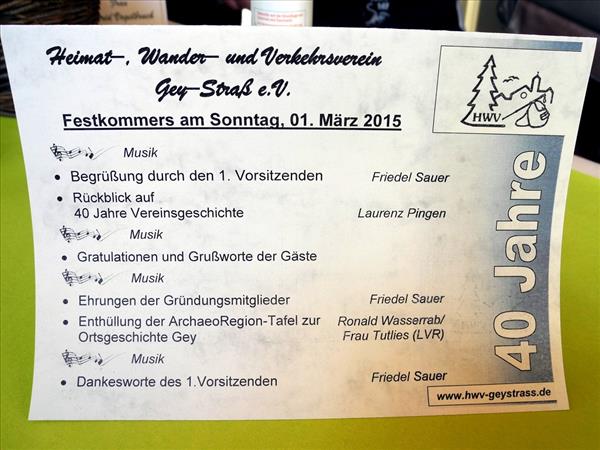 Heimat-, Wander- und Verkehrsverein
Gey-Straß e.V.
Festkommers am Sonntag, 01. März 2015
HWV
Musik
• Begrüßung durch den 1. Vorsitzenden Friedel Sauer
• Rückblick auf
40 Jahre Vereinsgeschichte Laurenz Pingen
Musik
• Gratulationen und Grußworte der Gäste
Musik
• Ehrungen der Gründungsmitglieder Friedel Sauer
• Enthüllung der ArchaeoRegion-Tafel zur Ronald Wasserrab/
Ortsgeschichte Gey Frau Tutlies (LVR)
Musik
• Dankesworte des 1.Vorsitzenden Friedel Sauer
40 Jahre
www.hwv-geystrass.de